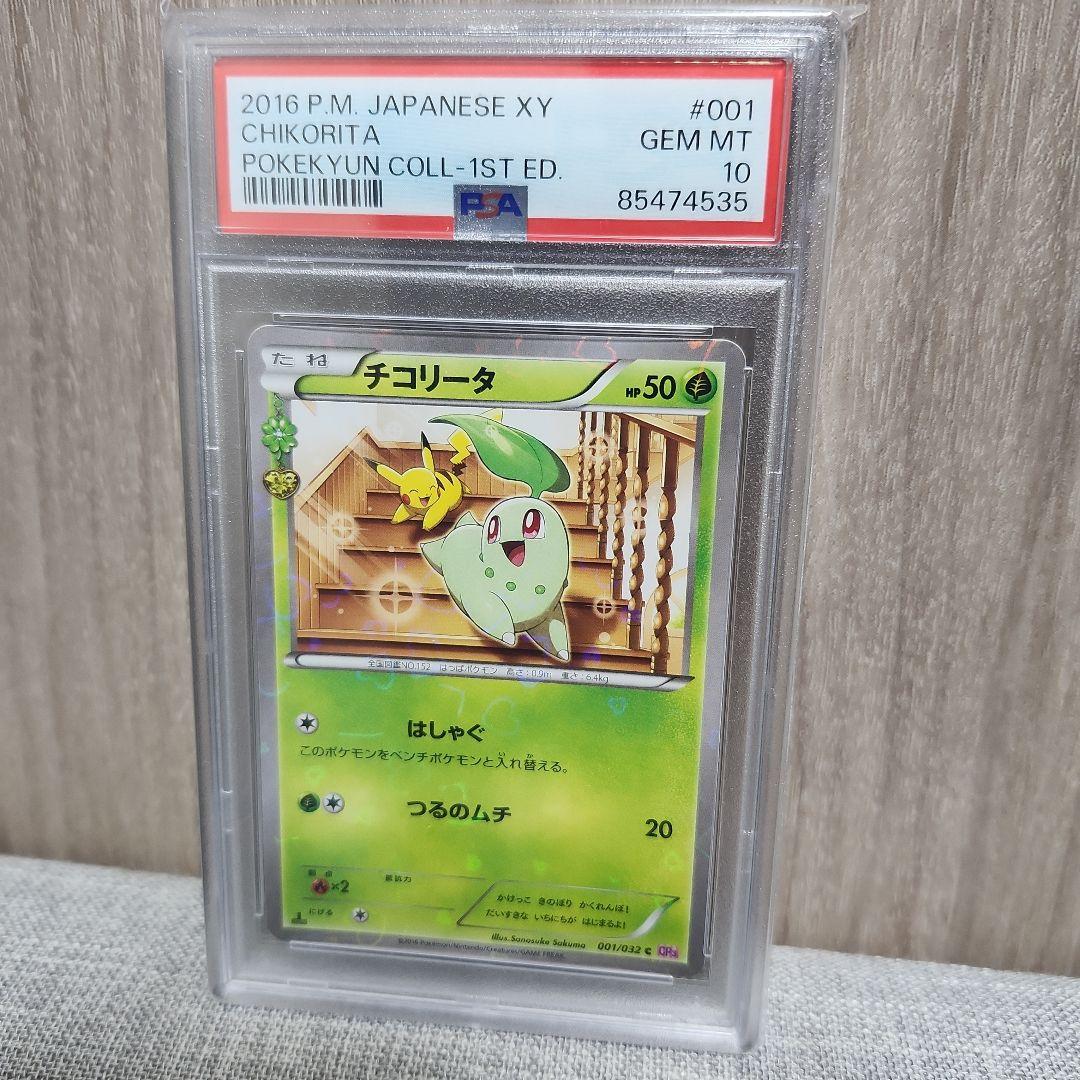 2016 P.M. JAPANESE XY #001
CHIKORITA GEM MT
POKEKYUN COLL-1ST ED. 10
PSA 85474535
たね チコリータ HP50
全国図鑑NO.152 はっぱポケモン 高さ:0.9m 重さ:6.4kg
はしゃぐ
このポケモンをベンチポケモンと入れ替える。
つるのムチ 20
弱点 抵抗力
×2
にげる
かけっこ きのぼり かくれんぼ!
だいすきな いちにちが はじまるよ!
Illus.Sanosuke Sakuma 001/032 C CP3
©2016 Pokémon/Nintendo/Creatures/GAME FREAK.